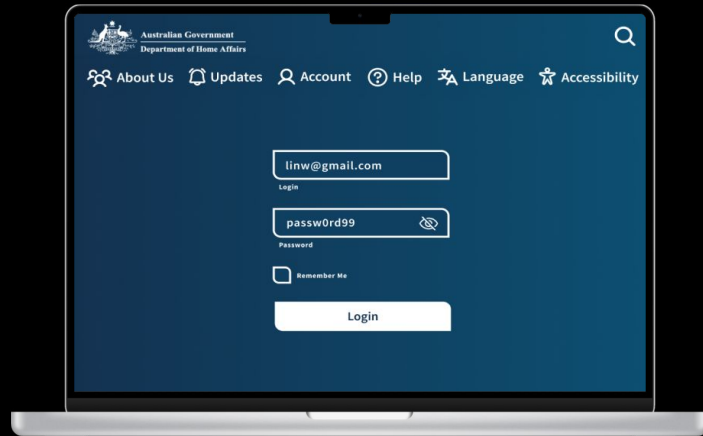 Australian Government
Department of Home Affairs
About Us Updates Account Help Language Accessibility
linw@gmail.com
Login
passw0rd99
Password
Remember Me
Login